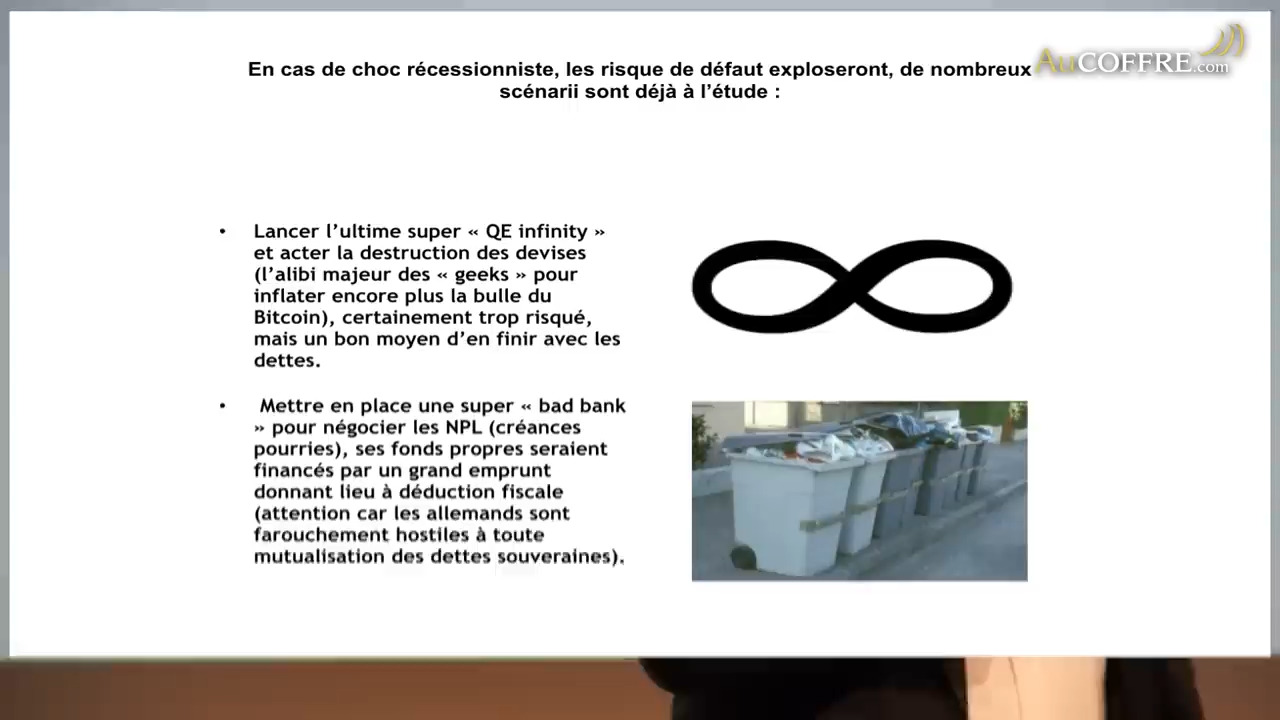 AuCOFFRE.com
En cas de choc récessionniste, les risque de défaut exploseront, de nombreux
scénarii sont déjà à l’étude :
• Lancer l’ultime super « QE infinity »
et acter la destruction des devises
(l’alibi majeur des « geeks » pour
inflater encore plus la bulle du
Bitcoin), certainement trop risqué,
mais un bon moyen d’en finir avec les
dettes.
• Mettre en place une super « bad bank
» pour négocier les NPL (créances
pourries), ses fonds propres seraient
financés par un grand emprunt
donnant lieu à déduction fiscale
(attention car les allemands sont
farouchement hostiles à toute
mutualisation des dettes souveraines).